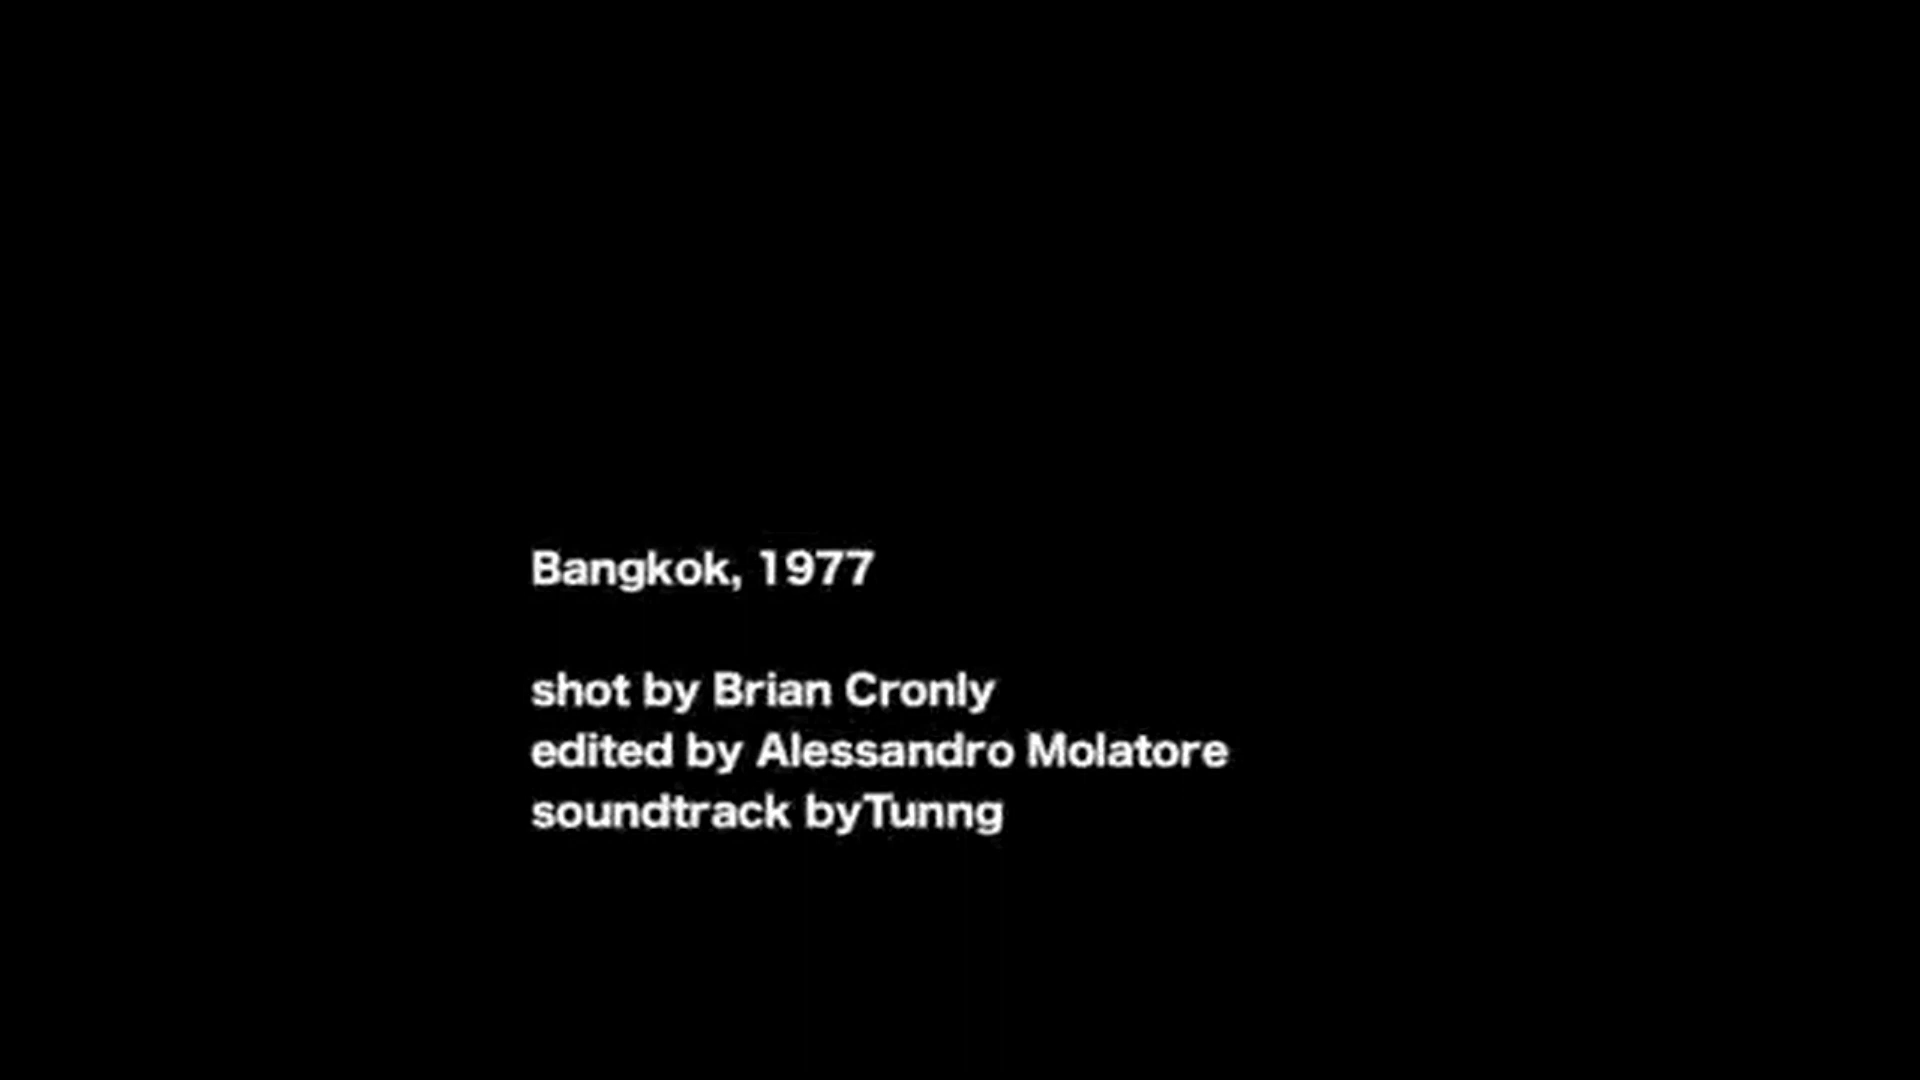 Bangkok, 1977
shot by Brian Cronly
edited by Alessandro Molatore
soundtrack byTunng